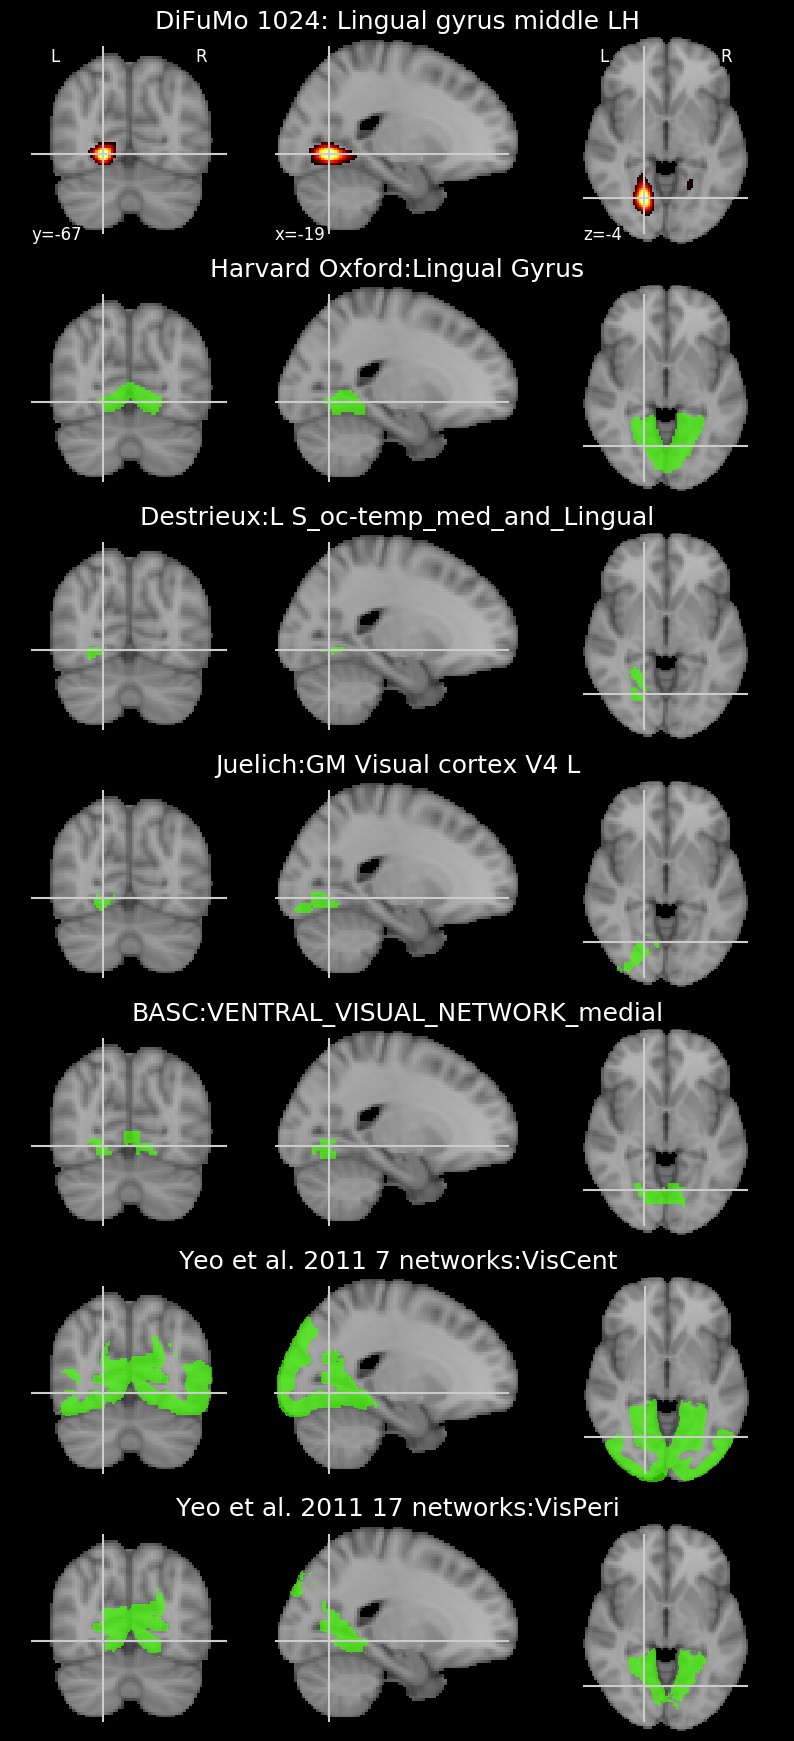 DiFuMo 1024: Lingual gyrus middle LH
L R L R
y=-67 x=-19 z=-4
Harvard Oxford:Lingual Gyrus
Destrieux:L S_oc-temp_med_and_Lingual
Juelich:GM Visual cortex V4 L
BASC:VENTRAL_VISUAL_NETWORK_medial
Yeo et al. 2011 7 networks:VisCent
Yeo et al. 2011 17 networks:VisPeri